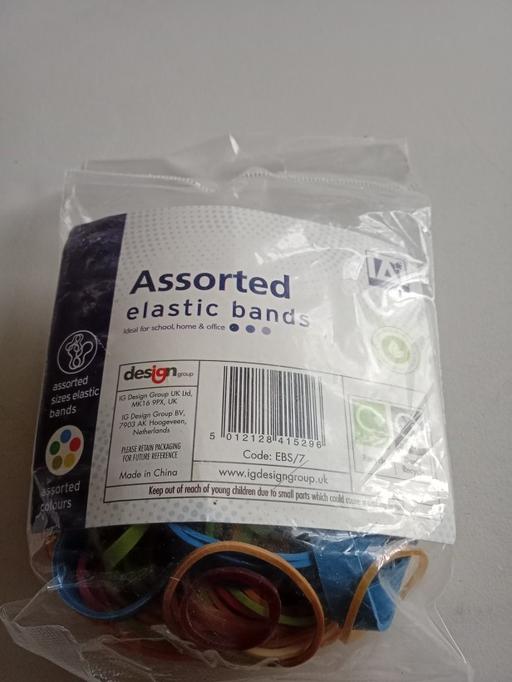 Assorted
elastic bands
Ideal for school, home & office
assorted
sizes elastic
bands
assorted
colours
design group
IG Design Group UK Ltd,
MK16 9PX, UK
IG Design Group BV,
7903 AK Hoogeveen,
Netherlands
PLEASE RETAIN PACKAGING
FOR FUTURE REFERENCE
Made in China
5 012128 415296
Code: EBS/7
www.igdesigngroup.uk
Keep out of reach of young children due to small parts which could